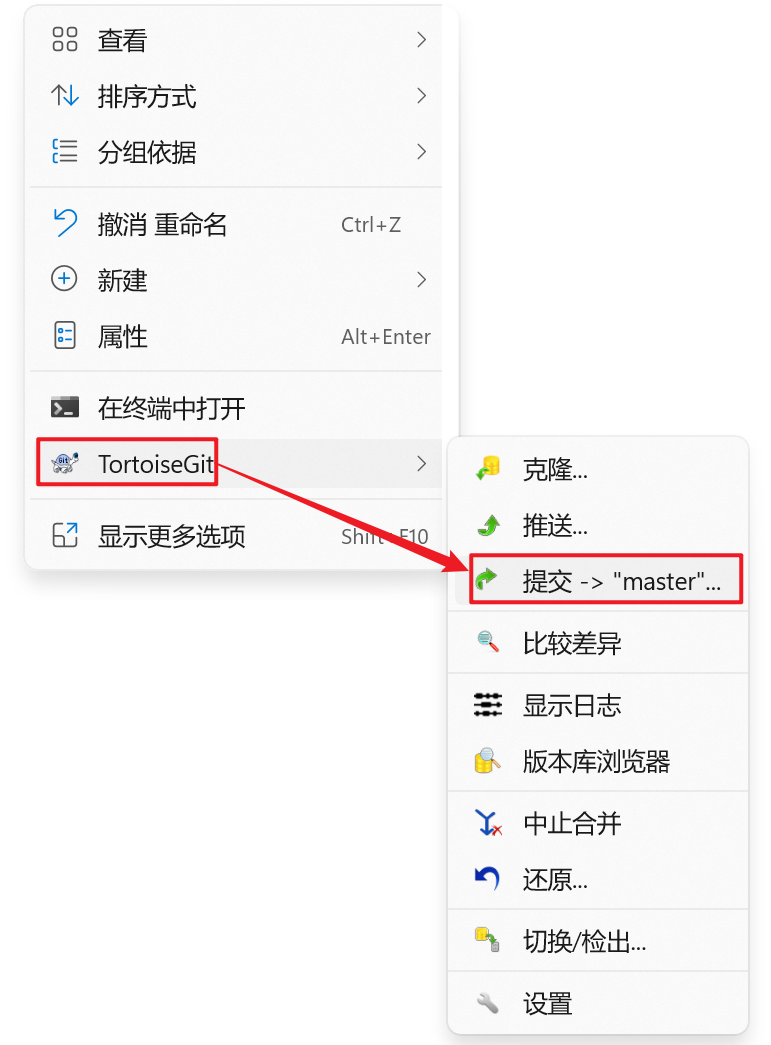 查看
排序方式
分组依据
撤消 重命名 Ctrl+Z
新建
属性 Alt+Enter
在终端中打开
TortoiseGit
显示更多选项 Shift+F10
克隆...
推送...
提交 -> "master"...
比较差异
显示日志
版本库浏览器
中止合并
还原...
切换/检出...
设置